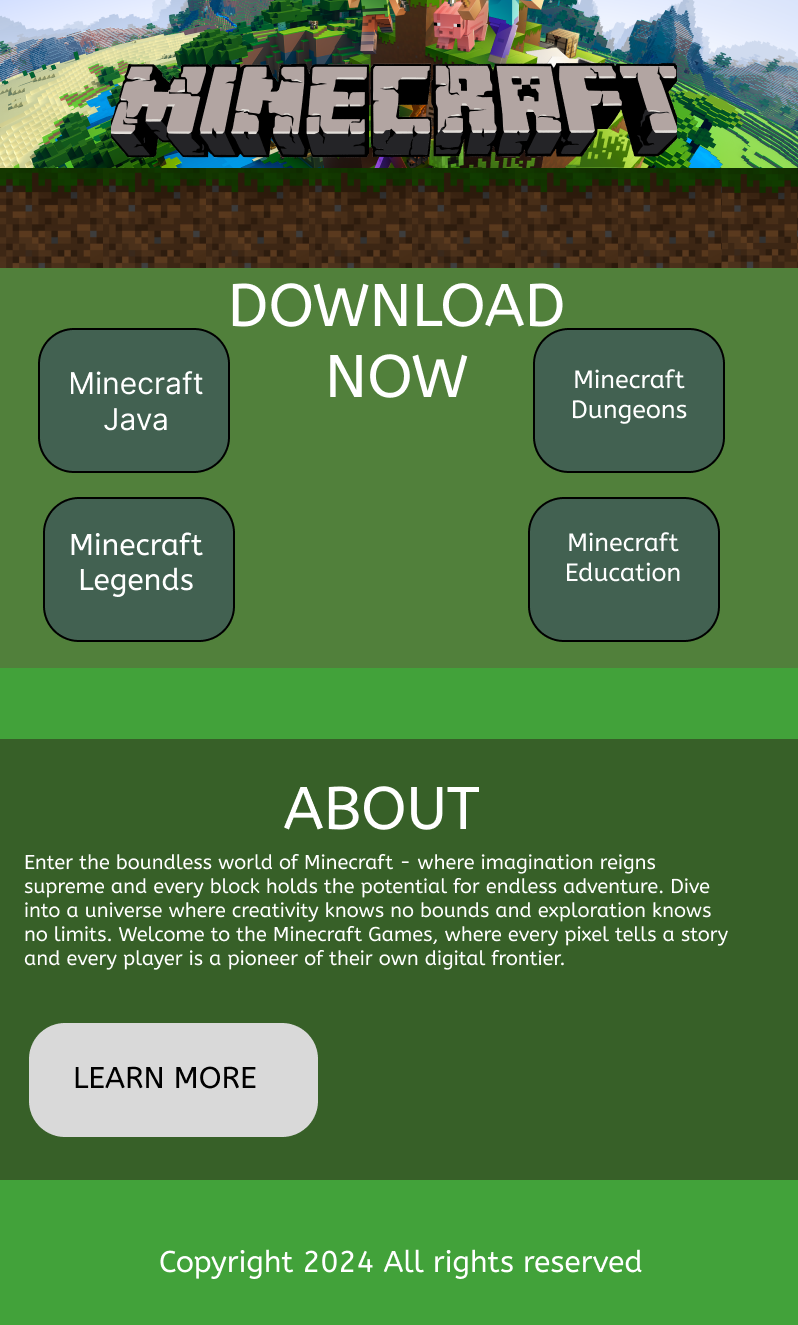 MINECRAFT
DOWNLOAD
NOW
Minecraft
Java
Minecraft
Dungeons
Minecraft
Legends
Minecraft
Education
ABOUT
Enter the boundless world of Minecraft - where imagination reigns
supreme and every block holds the potential for endless adventure. Dive
into a universe where creativity knows no bounds and exploration knows
no limits. Welcome to the Minecraft Games, where every pixel tells a story
and every player is a pioneer of their own digital frontier.
LEARN MORE
Copyright 2024 All rights reserved